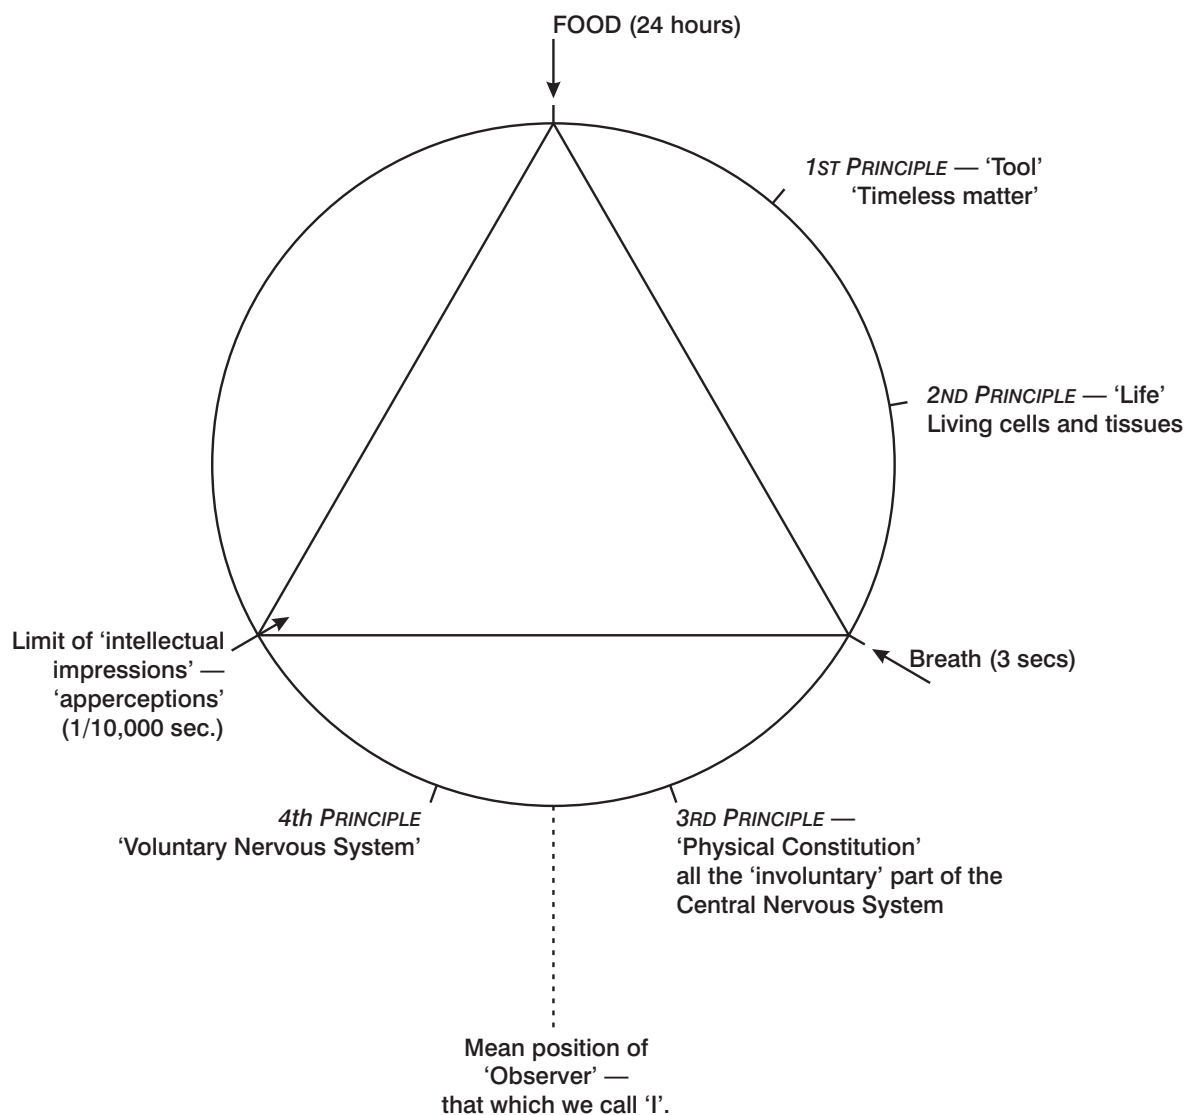 FOOD (24 hours)
1ST PRINCIPLE — ‘Tool’
‘Timeless matter’
2ND PRINCIPLE — ‘Life’
Living cells and tissues
Limit of ‘intellectual
impressions’ —
‘apperceptions’
(1/10,000 sec.)
Breath (3 secs)
4th PRINCIPLE
‘Voluntary Nervous System’
3RD PRINCIPLE —
‘Physical Constitution’
all the ‘involuntary’ part of the
Central Nervous System
Mean position of
‘Observer’ —
that which we call ‘I’.